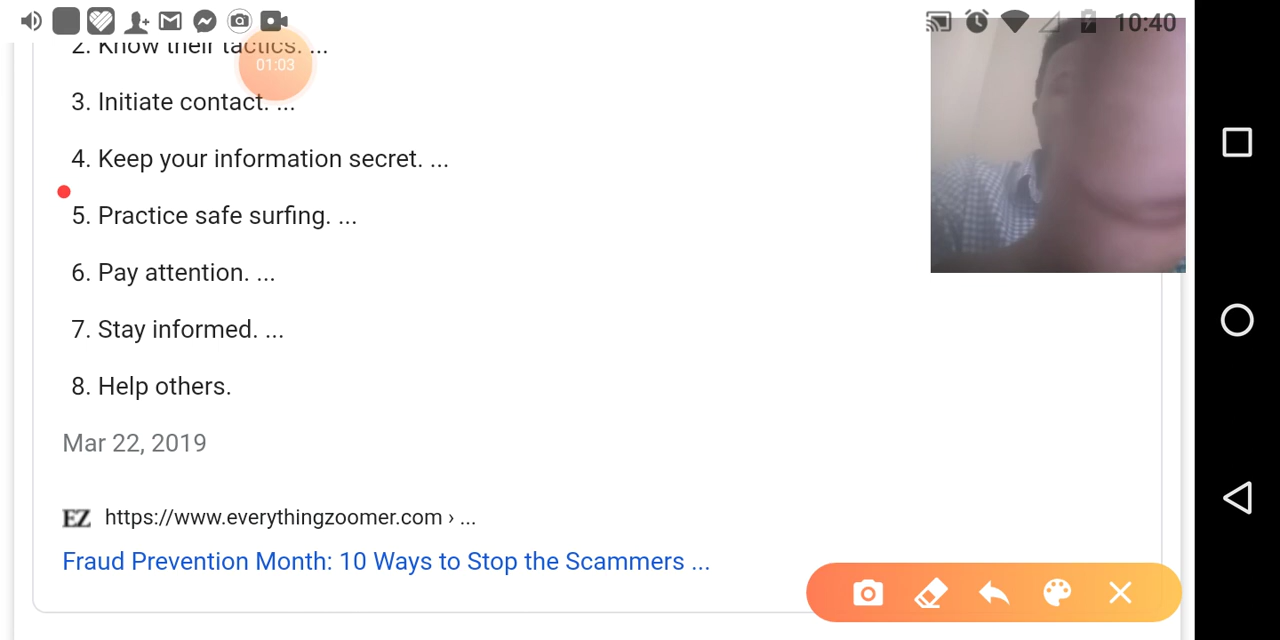 10:40
2. Know their tactics. ...
01:03
3. Initiate contact. ...
4. Keep your information secret. ...
5. Practice safe surfing. ...
6. Pay attention. ...
7. Stay informed. ...
8. Help others.
Mar 22, 2019
EZ https://www.everythingzoomer.com › ...
Fraud Prevention Month: 10 Ways to Stop the Scammers ...